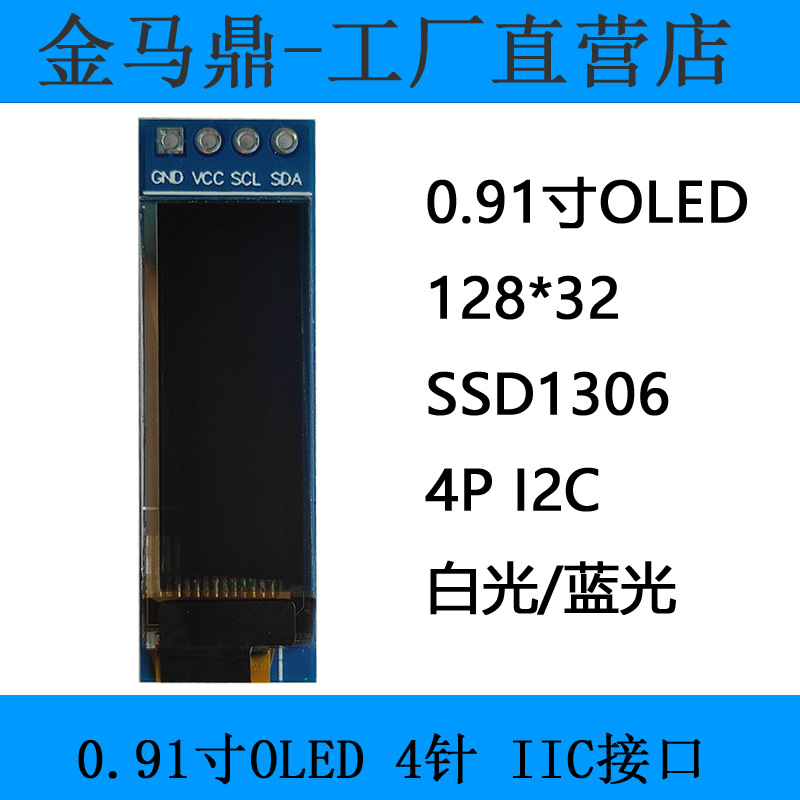 金马鼎-工厂直营店
GND VCC SCL SDA
0.91寸OLED
128*32
SSD1306
4P I2C
白光/蓝光
0.91寸OLED 4针 IIC接口